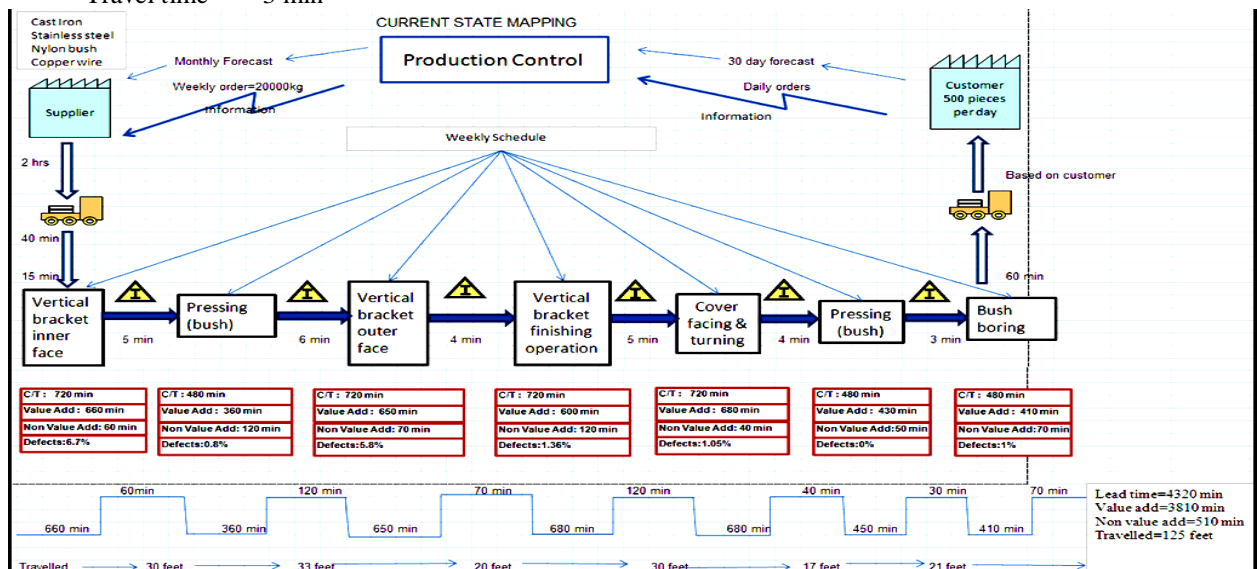 Travel time
3 min
CURRENT STATE MAPPING
Cast Iron
Stainless steel
Nylon bush
Copper wire
Monthly Forecast
Production Control
30 day forecast
Weekly order=20000kg
Information
Daily orders
Information
Supplier
Customer
500 pieces
per day
Weekly Schedule
2 hrs
Based on customer
40 min
15 min
60 min
I
I
I
I
I
I
Vertical
bracket
inner
face
Pressing
(bush)
Vertical
bracket
outer
face
Vertical
bracket
finishing
operation
Cover
facing &
turning
Pressing
(bush)
Bush
boring
5 min
6 min
4 min
5 min
4 min
3 min
C/T : 720 min
Value Add : 660 min
Non Value Add: 60 min
Defects:6.7%
C/T : 480 min
Value Add : 360 min
Non Value Add: 120 min
Defects:0.8%
C/T : 720 min
Value Add : 650 min
Non Value Add: 70 min
Defects:5.8%
C/T : 720 min
Value Add : 600 min
Non Value Add: 120 min
Defects:1.36%
C/T : 720 min
Value Add : 680 min
Non Value Add: 40 min
Defects:1.05%
C/T : 480 min
Value Add : 430 min
Non Value Add:50 min
Defects:0%
C/T : 480 min
Value Add : 410 min
Non Value Add:70 min
Defects:1%
60min
120 min
70 min
120 min
40 min
30 min
70 min
660 min
360 min
650 min
680 min
680 min
450 min
410 min
Lead time=4320 min
Value add=3810 min
Non value add=510 min
Travelled=125 feet
Travelled
30 feet
33 feet
20 feet
30 feet
17 feet
21 feet